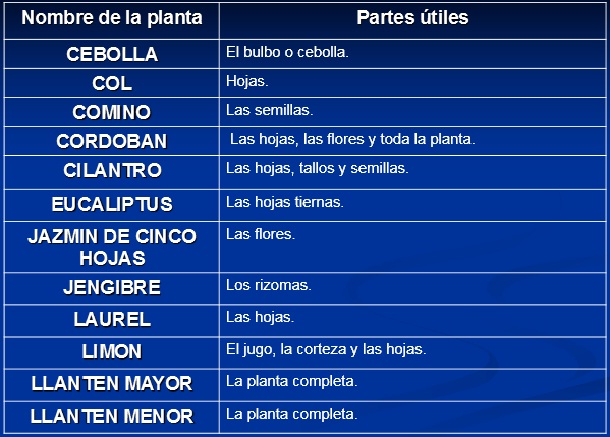 Nombre de la planta Partes útiles
CEBOLLA El bulbo o cebolla.
COL Hojas.
COMINO Las semillas.
CORDOBAN Las hojas, las flores y toda la planta.
CILANTRO Las hojas, tallos y semillas.
EUCALIPTUS Las hojas tiernas.
JAZMIN DE CINCO Las flores.
HOJAS
JENGIBRE Los rizomas.
LAUREL Las hojas.
LIMON El jugo, la corteza y las hojas.
LLANTEN MAYOR La planta completa.
LLANTEN MENOR La planta completa.